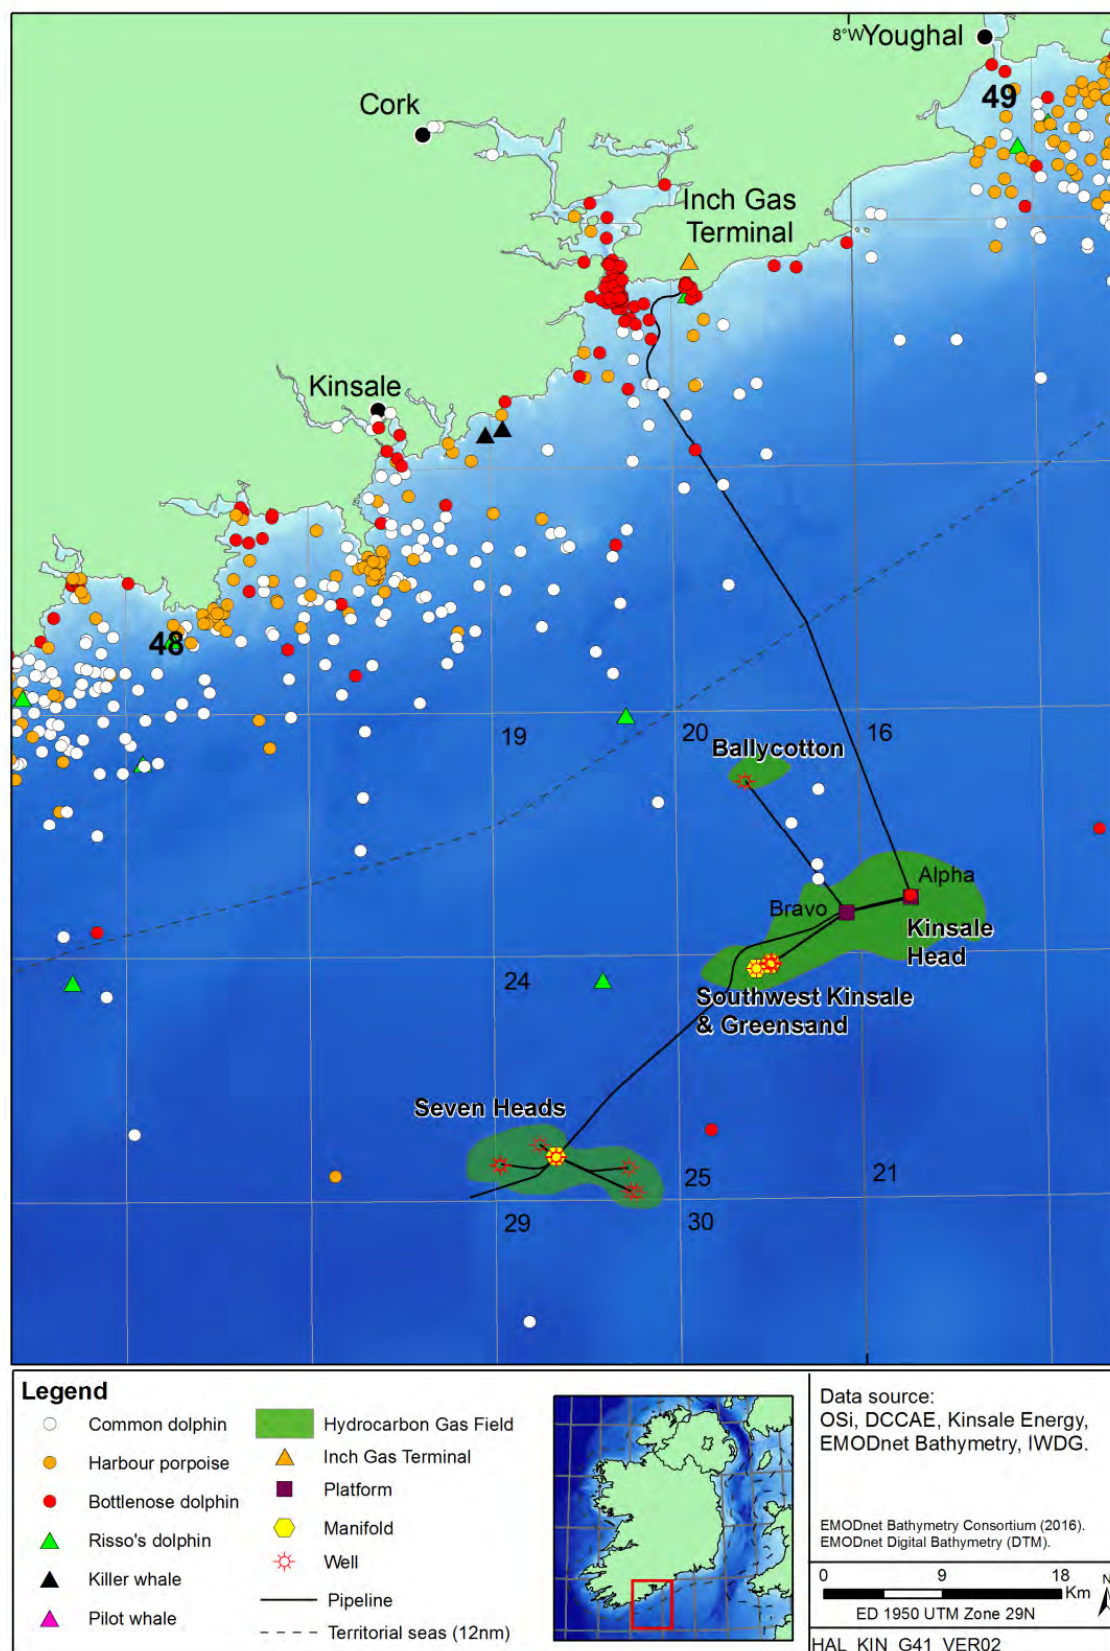 8°W
Youghal
49
Cork
Inch Gas
Terminal
Kinsale
48
19
20
16
Ballycotton
Alpha
Bravo
Kinsale
Head
24
Southwest Kinsale
& Greensand
Seven Heads
25
21
29
30
Legend
Common dolphin
Harbour porpoise
Bottlenose dolphin
Risso's dolphin
Killer whale
Pilot whale
Hydrocarbon Gas Field
Inch Gas Terminal
Platform
Manifold
Well
Pipeline
Territorial seas (12nm)
Data source:
OSi, DCCAE, Kinsale Energy,
EMODnet Bathymetry, IWDG.
EMODnet Bathymetry Consortium (2016).
EMODnet Digital Bathymetry (DTM).
0 9 18
Km
N
ED 1950 UTM Zone 29N
HAL_KIN_G41_VER02